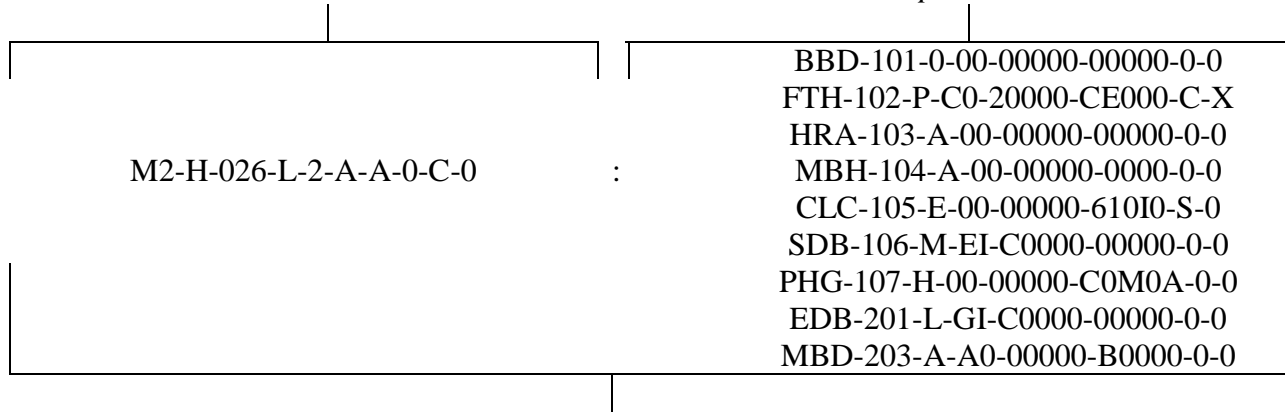 BBD-101-0-00-00000-00000-0-0
FTH-102-P-C0-20000-CE000-C-X
HRA-103-A-00-00000-00000-0-0
M2-H-026-L-2-A-A-0-C-0 : MBH-104-A-00-00000-0000-0-0
CLC-105-E-00-00000-610I0-S-0
SDB-106-M-EI-C0000-00000-0-0
PHG-107-H-00-00000-C0M0A-0-0
EDB-201-L-GI-C0000-00000-0-0
MBD-203-A-A0-00000-B0000-0-0